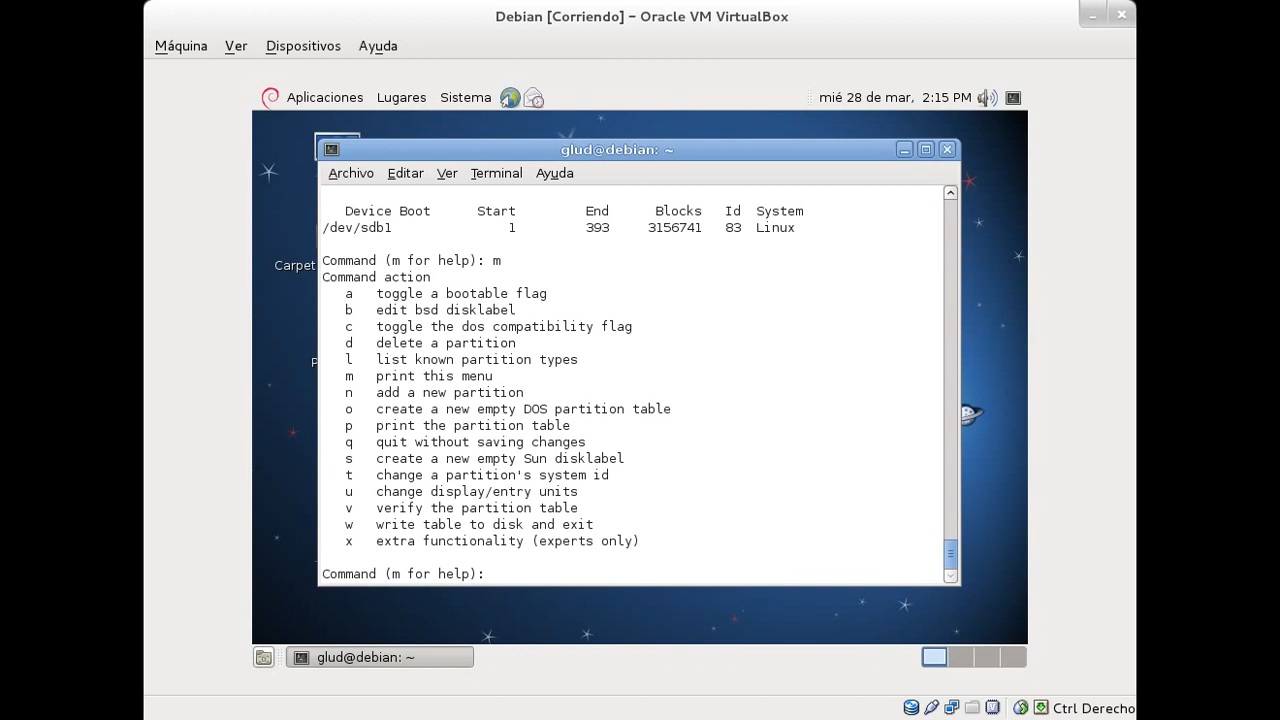 Debian [Corriendo] – Oracle VM VirtualBox
Máquina Ver Dispositivos Ayuda
Aplicaciones Lugares Sistema mié 28 de mar, 2:15 PM
glud@debian: ~
Archivo Editar Ver Terminal Ayuda
Device Boot Start End Blocks Id System
/dev/sdb1 1 393 3156741 83 Linux
Command (m for help): m
Carpet
Command action
a toggle a bootable flag
b edit bsd disklabel
c toggle the dos compatibility flag
d delete a partition
l list known partition types
m print this menu
n add a new partition
o create a new empty DOS partition table
p print the partition table
q quit without saving changes
s create a new empty Sun disklabel
t change a partition's system id
u change display/entry units
v verify the partition table
w write table to disk and exit
x extra functionality (experts only)
Command (m for help):
glud@debian: ~
Ctrl Derecho